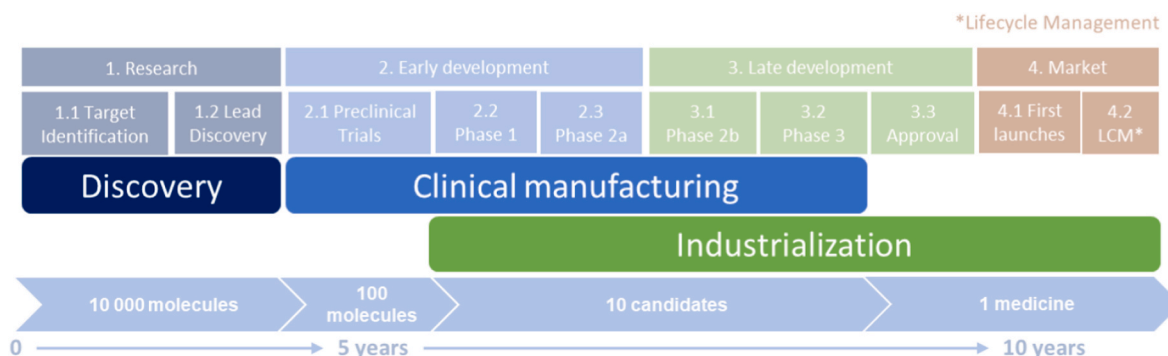 *Lifecycle Management
1. Research
2. Early development
3. Late development
4. Market
1.1 Target
Identification
1.2 Lead
Discovery
2.1 Preclinical
Trials
2.2
Phase 1
2.3
Phase 2a
3.1
Phase 2b
3.2
Phase 3
3.3
Approval
4.1 First
launches
4.2
LCM*
Discovery
Clinical manufacturing
Industrialization
10 000 molecules
100
molecules
10 candidates
1 medicine
0
5 years
10 years